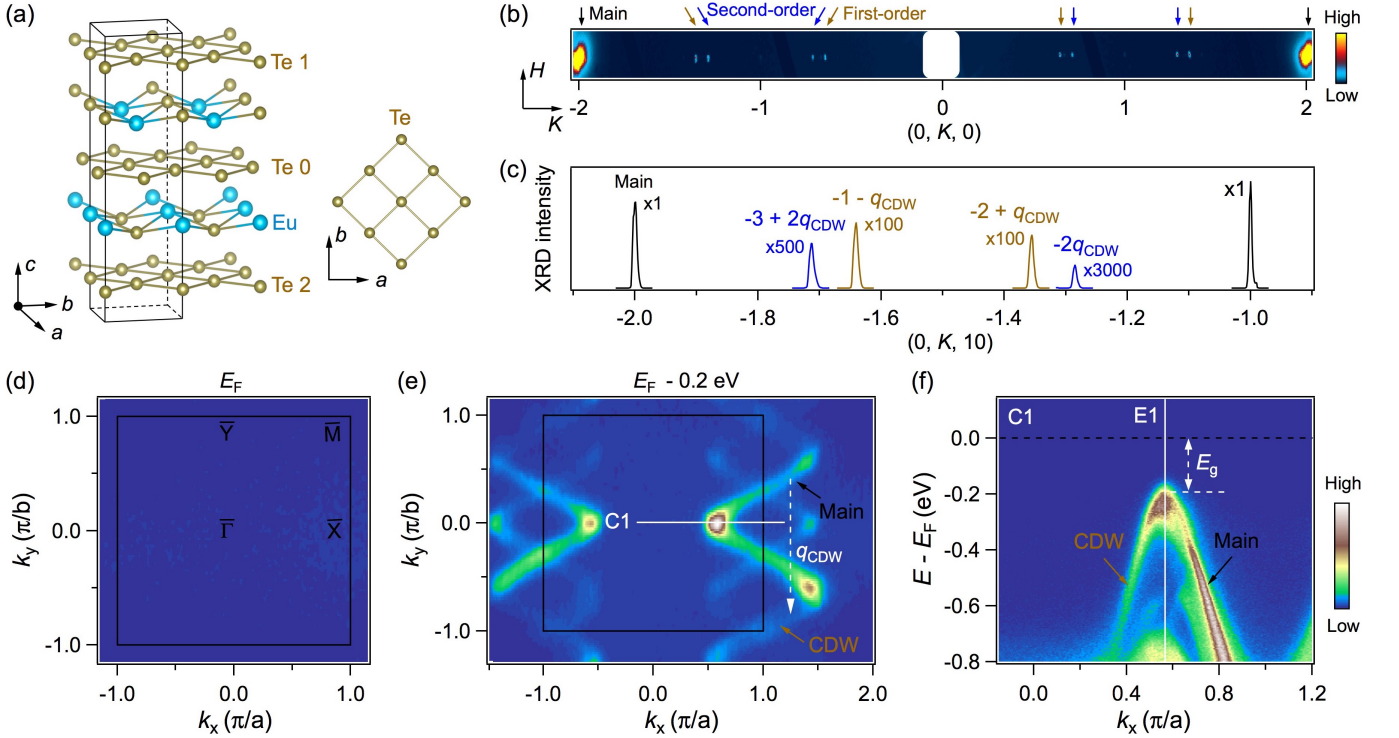 (a)
Te 1
Te 0
Eu
Te 2
c
b
a
Te
b
a
(b)
Main
Second-order
First-order
High
Low
H
K
-2
-1
0
1
2
(0, K, 0)
(c)
XRD intensity
Main
x1
-3 + 2qCDW
x500
-1 - qCDW
x100
-2 + qCDW
x100
-2qCDW
x3000
x1
-2.0
-1.8
-1.6
-1.4
-1.2
-1.0
(0, K, 10)
(d)
EF
1.0
0.0
-1.0
ky (π/b)
Y̅
M̅
Γ̅
X̅
-1.0
0.0
1.0
kx (π/a)
(e)
EF - 0.2 eV
1.0
0.0
-1.0
ky (π/b)
C1
Main
qCDW
CDW
-1.0
0.0
1.0
2.0
kx (π/a)
(f)
C1
E1
Eg
0.0
-0.2
-0.4
-0.6
-0.8
E - EF (eV)
CDW
Main
0.0
0.4
0.8
1.2
kx (π/a)
High
Low